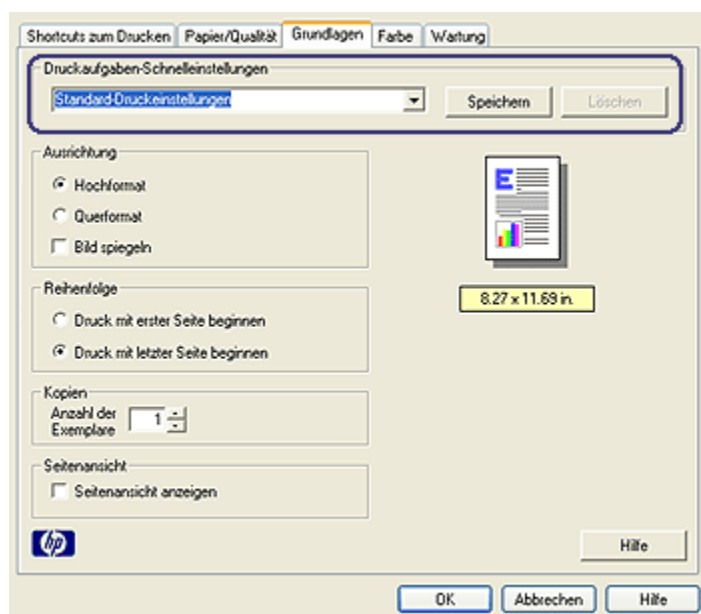 Shortcuts zum Drucken Papier/Qualität Grundlagen Farbe Wartung
Druckaufgaben-Schnelleinstellungen
Standard-Druckeinstellungen Speichern Löschen
Ausrichtung
Hochformat
Querformat
Bild spiegeln
E
Reihenfolge
8.27 x 11.69 in.
Druck mit erster Seite beginnen
Druck mit letzter Seite beginnen
Kopien
Anzahl der
Exemplare
1
Seitenansicht
Seitenansicht anzeigen
hp Hilfe
OK Abbrechen Hilfe